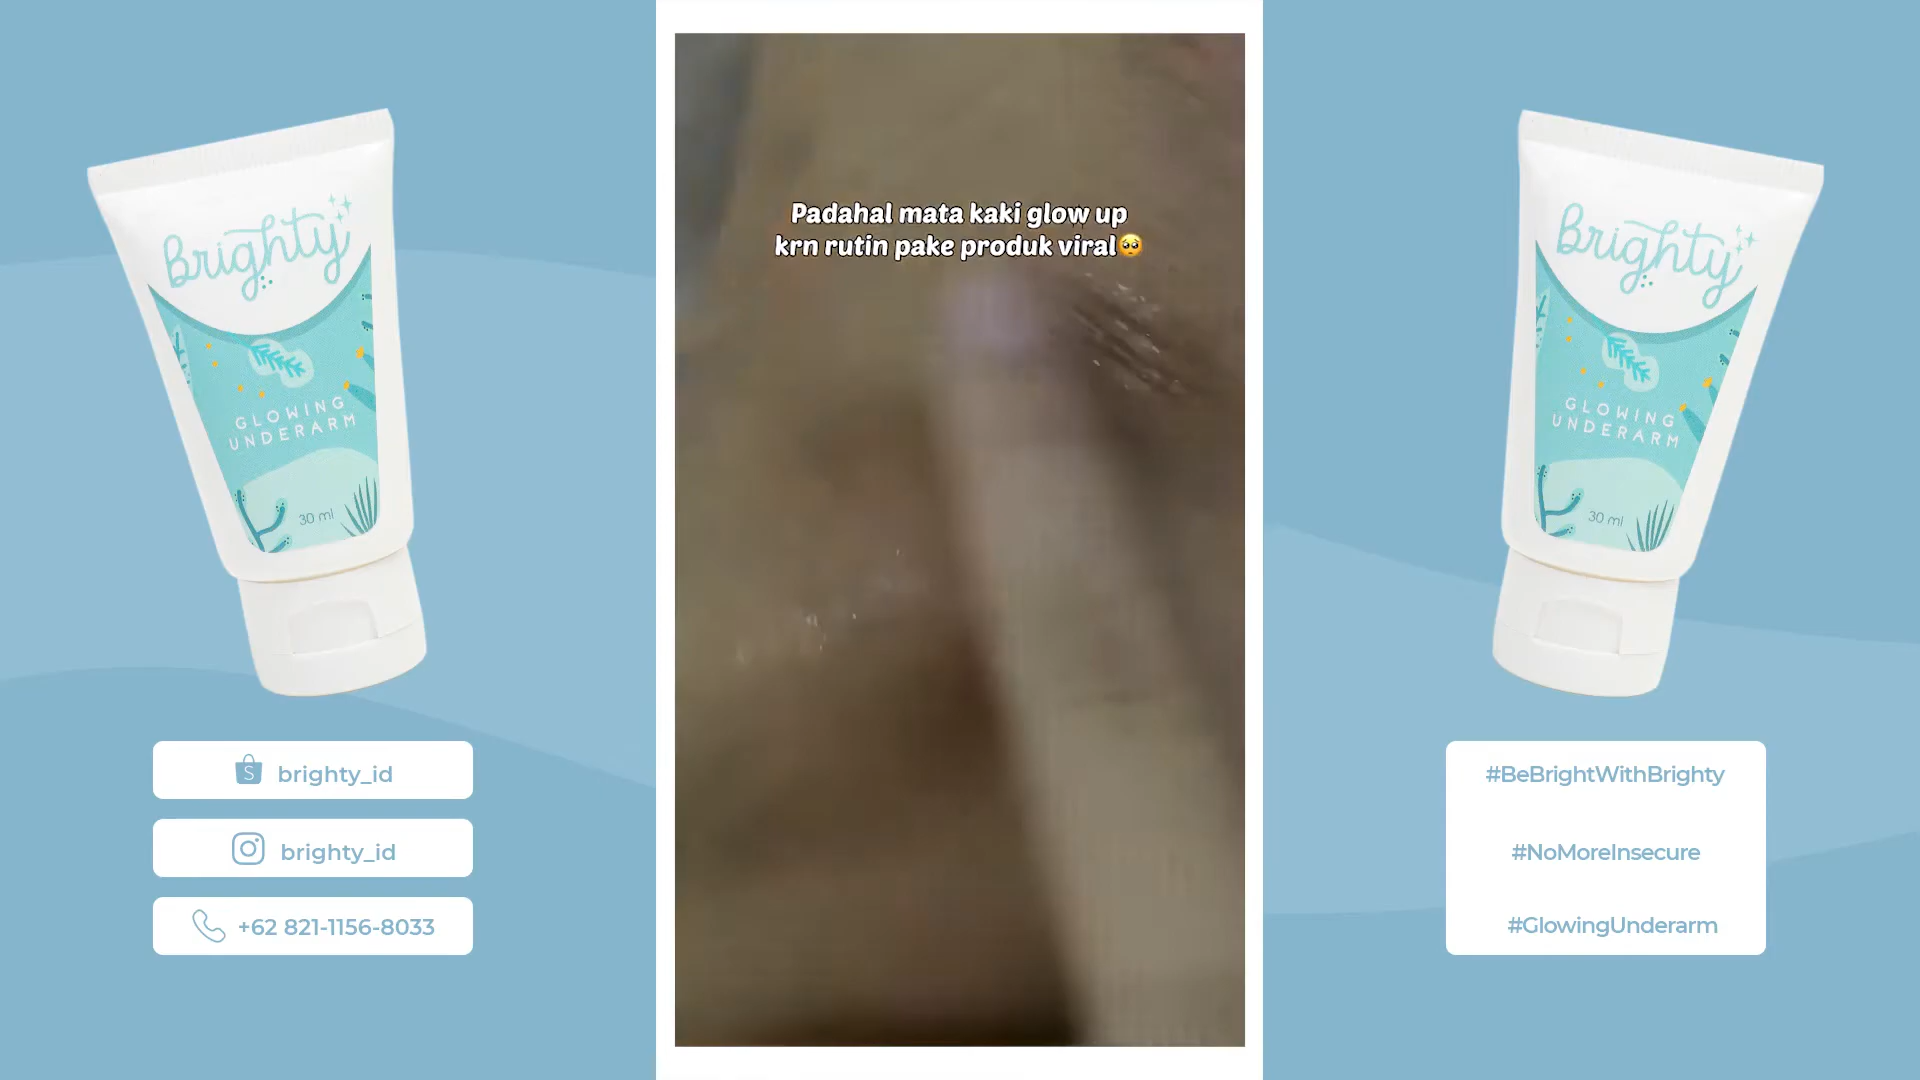 Brighty
GLOWING
UNDERARM
30 ml
brighty_id
brighty_id
+62 821-1156-8033
Padahal mata kaki glow up
krn rutin pake produk viral🥺
Brighty
GLOWING
UNDERARM
30 ml
#BeBrightWithBrighty
#NoMoreInsecure
#GlowingUnderarm